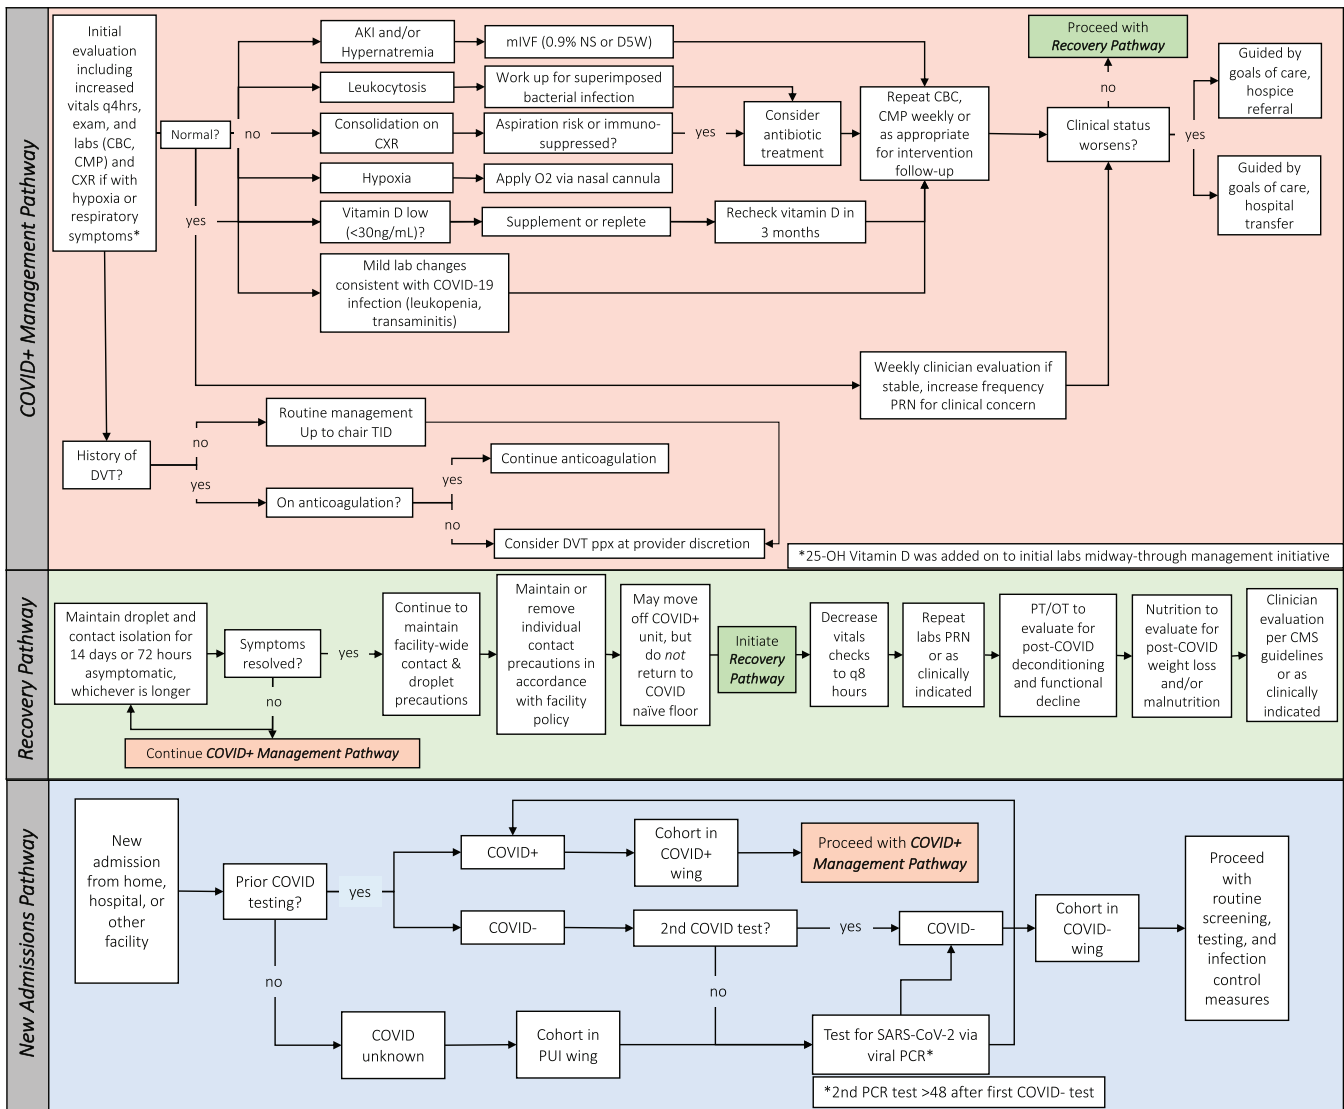 COVID+ Management Pathway
Initial
evaluation
including
increased
vitals q4hrs,
exam, and
labs (CBC,
CMP) and
CXR if with
hypoxia or
respiratory
symptoms*
Normal?
no
yes
AKI and/or
Hypernatremia
mIVF (0.9% NS or D5W)
Leukocytosis
Work up for superimposed
bacterial infection
Consolidation on
CXR
Aspiration risk or immuno-
suppressed?
yes
Consider
antibiotic
treatment
Hypoxia
Apply O2 via nasal cannula
Vitamin D low
(<30ng/mL)?
Supplement or replete
Recheck vitamin D in
3 months
Mild lab changes
consistent with COVID-19
infection (leukopenia,
transaminitis)
Repeat CBC,
CMP weekly or
as appropriate
for intervention
follow-up
Proceed with
Recovery Pathway
no
Clinical status
worsens?
yes
Guided by
goals of care,
hospice
referral
Guided by
goals of care,
hospital
transfer
Weekly clinician evaluation if
stable, increase frequency
PRN for clinical concern
History of
DVT?
no
yes
Routine management
Up to chair TID
On anticoagulation?
yes
no
Continue anticoagulation
Consider DVT ppx at provider discretion
*25-OH Vitamin D was added on to initial labs midway-through management initiative
Recovery Pathway
Maintain droplet and
contact isolation for
14 days or 72 hours
asymptomatic,
whichever is longer
Symptoms
resolved?
yes
no
Continue COVID+ Management Pathway
Continue to
maintain
facility-wide
contact &
droplet
precautions
Maintain or
remove
individual
contact
precautions in
accordance
with facility
policy
May move
off COVID+
unit, but
do not
return to
COVID
naïve floor
Initiate
Recovery
Pathway
Decrease
vitals
checks
to q8
hours
Repeat
labs PRN
or as
clinically
indicated
PT/OT to
evaluate for
post-COVID
deconditioning
and functional
decline
Nutrition to
evaluate for
post-COVID
weight loss
and/or
malnutrition
Clinician
evaluation
per CMS
guidelines
or as
clinically
indicated
New Admissions Pathway
New
admission
from home,
hospital, or
other
facility
Prior COVID
testing?
yes
no
COVID+
Cohort in
COVID+
wing
Proceed with COVID+
Management Pathway
COVID-
2nd COVID test?
yes
no
COVID-
Cohort in
COVID-
wing
Proceed
with
routine
screening,
testing, and
infection
control
measures
COVID
unknown
Cohort in
PUI wing
Test for SARS-CoV-2 via
viral PCR*
*2nd PCR test >48 after first COVID- test